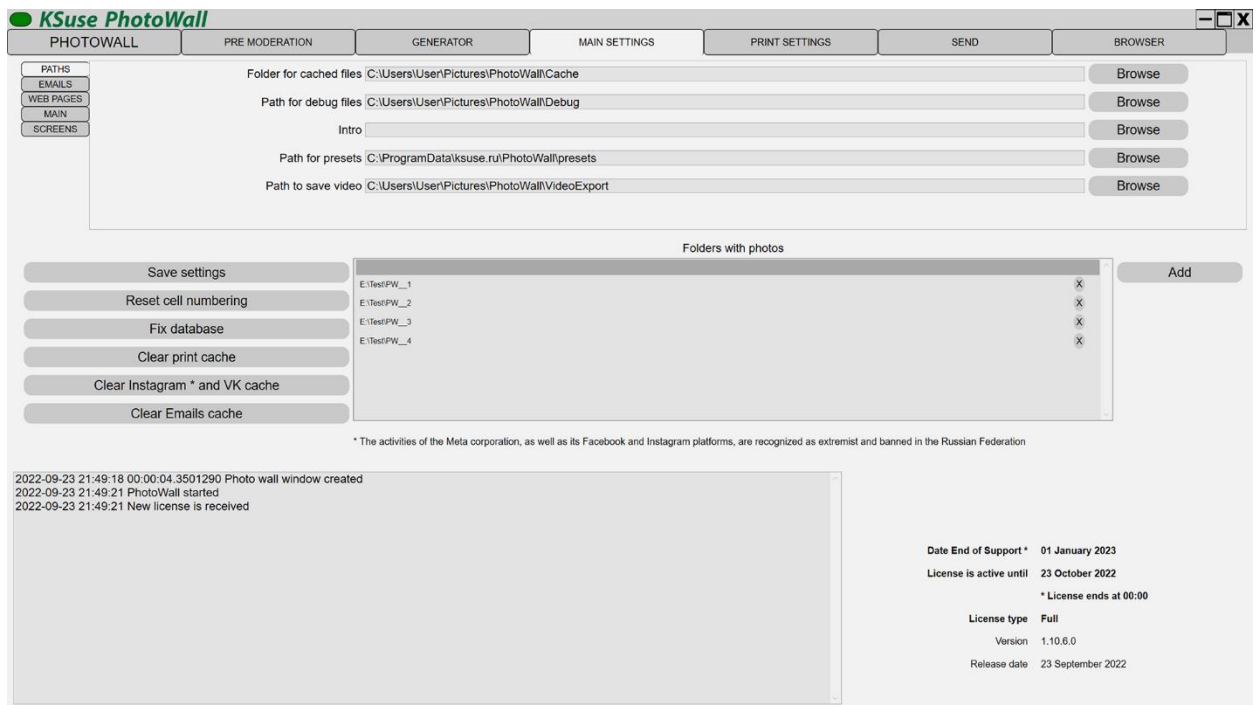 KSuse PhotoWall
PHOTOWALL PRE MODERATION GENERATOR MAIN SETTINGS PRINT SETTINGS SEND BROWSER
PATHS
EMAILS
WEB PAGES
MAIN
SCREENS
Folder for cached files C:\Users\User\Pictures\PhotoWall\Cache Browse
Path for debug files C:\Users\User\Pictures\PhotoWall\Debug Browse
Intro Browse
Path for presets C:\ProgramData\ksuse.ru\PhotoWall\presets Browse
Path to save video C:\Users\User\Pictures\PhotoWall\VideoExport Browse
Folders with photos
Save settings
Reset cell numbering
Fix database
Clear print cache
Clear Instagram * and VK cache
Clear Emails cache
E:\Test\PW__1 X
E:\Test\PW__2 X
E:\Test\PW__3 X
E:\Test\PW__4 X
Add
* The activities of the Meta corporation, as well as its Facebook and Instagram platforms, are recognized as extremist and banned in the Russian Federation
2022-09-23 21:49:18 00:00:04.3501290 Photo wall window created
2022-09-23 21:49:21 PhotoWall started
2022-09-23 21:49:21 New license is received
Date End of Support * 01 January 2023
License is active until 23 October 2022
* License ends at 00:00
License type Full
Version 1.10.6.0
Release date 23 September 2022